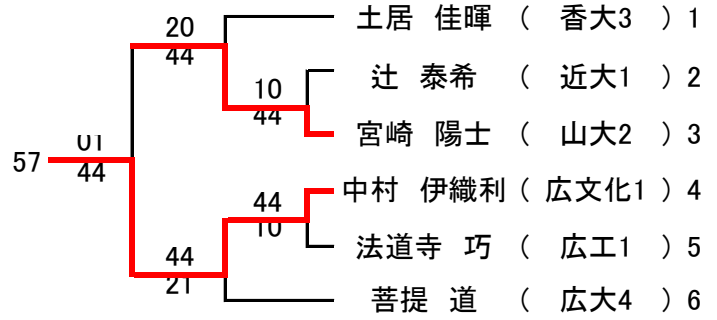 土居 佳暉 ( 香大3 ) 1
20
44
辻 泰希 ( 近大1 ) 2
10
44
宮崎 陽士 ( 山大2 ) 3
01
57
44
中村 伊織利 ( 広文化1 ) 4
44
10
法道寺 巧 ( 広工1 ) 5
44
21
菩提 道 ( 広大4 ) 6